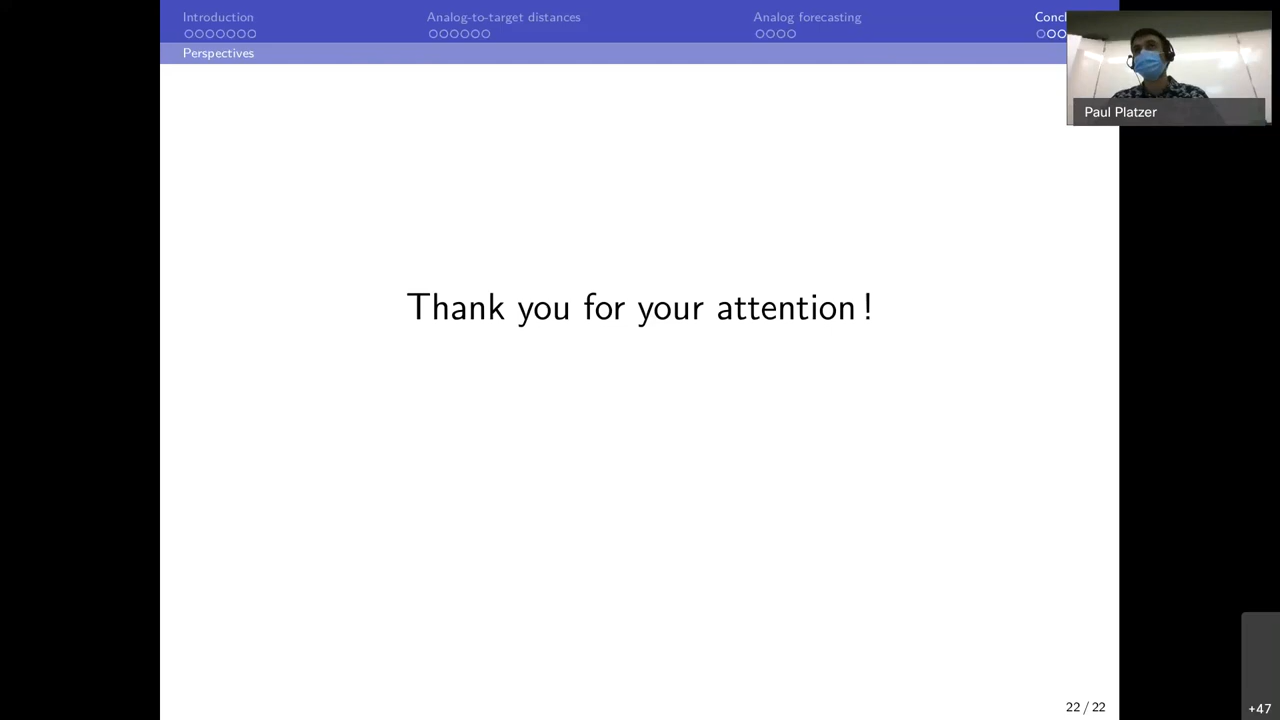 Introduction
Analog-to-target distances
Analog forecasting
Concl
Perspectives
Paul Platzer
Thank you for your attention !
22 / 22
+47